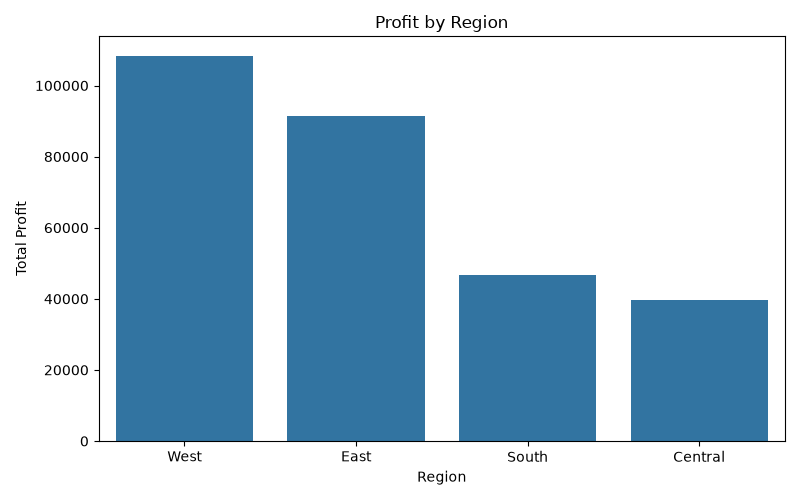 Profit by Region
Total Profit
100000
80000
60000
40000
20000
0
West East South Central
Region